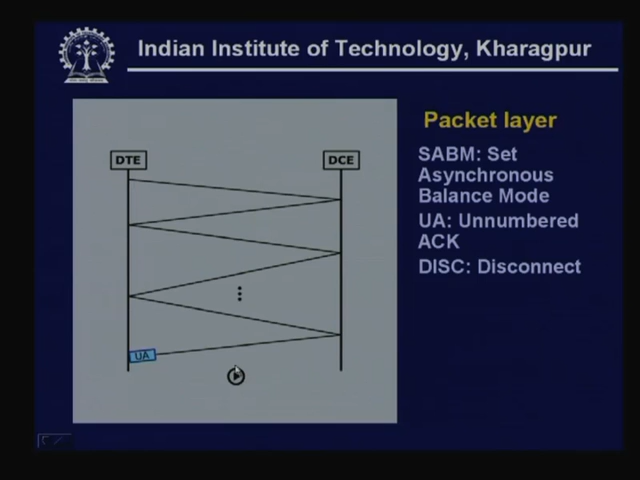 Indian Institute of Technology, Kharagpur
DTE
DCE
UA
Packet layer
SABM: Set
Asynchronous
Balance Mode
UA: Unnumbered
ACK
DISC: Disconnect